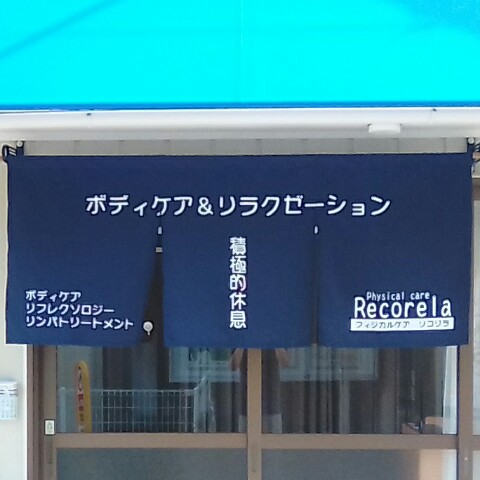 ボディケア&リラクゼーション
積極的休息
ボディケア
リフレクソロジー
リンパトリートメント
Physical care
Recorela
フィジカルケア リコリラ